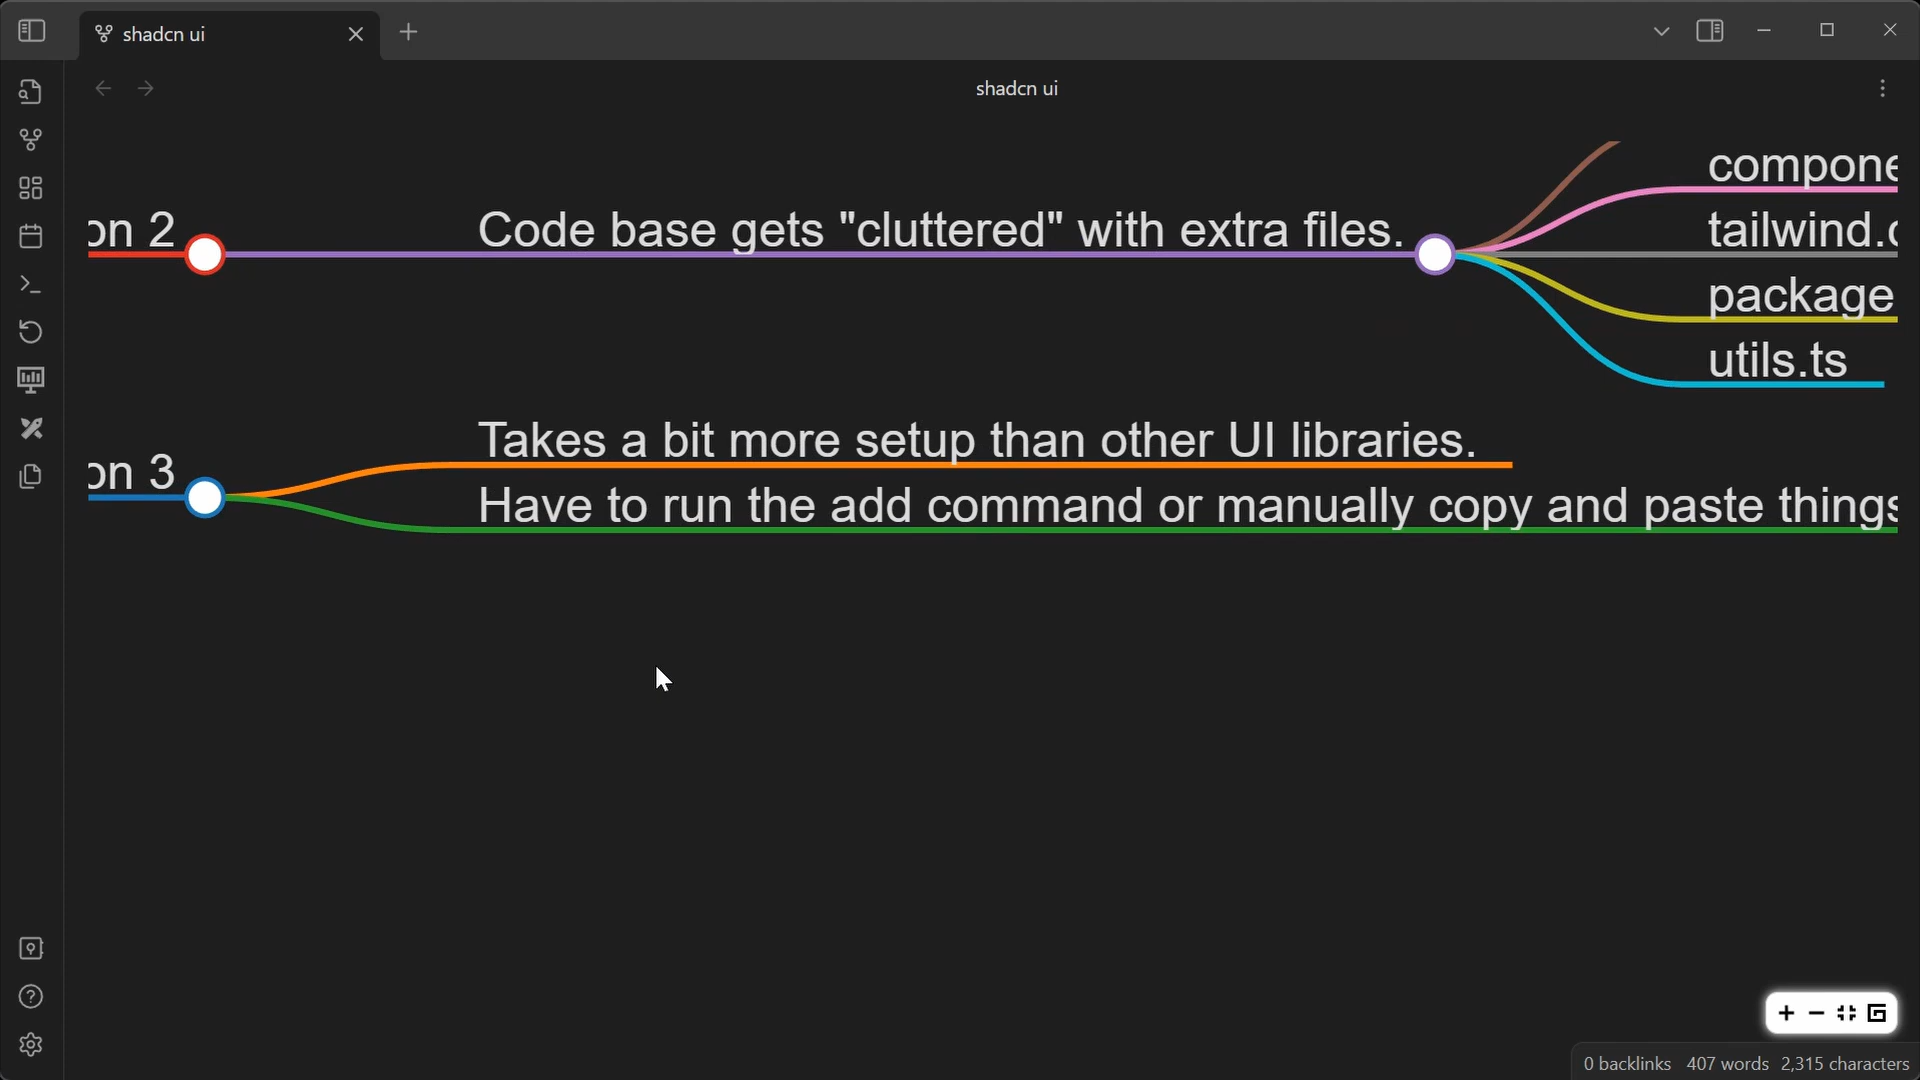 shadcn ui
shadcn ui
on 2
Code base gets "cluttered" with extra files.
compone
tailwind.c
package
utils.ts
on 3
Takes a bit more setup than other UI libraries.
Have to run the add command or manually copy and paste things
0 backlinks 407 words 2,315 characters